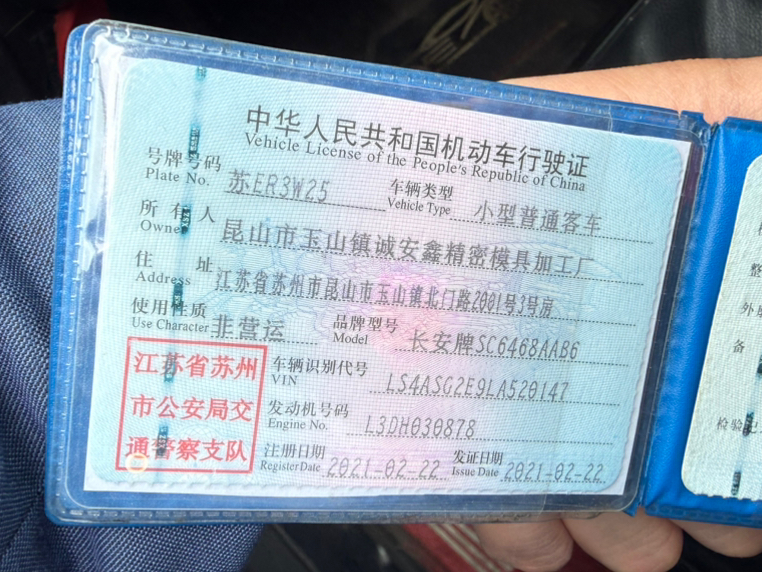 中华人民共和国机动车行驶证
Vehicle License of the People's Republic of China
号牌号码 苏ER3W25 车辆类型 小型普通客车
Plate No. Vehicle Type
所有人 昆山市玉山镇诚安鑫精密模具加工厂
Owner
住址 江苏省苏州市昆山市玉山镇北门路2001号3号房
Address
使用性质 非营运 品牌型号 长安牌SC6468AAB6
Use Character Model
江苏省苏州
市公安局交
通警察支队
车辆识别代号 LS4ASG2E9LA520147
VIN
发动机号码 L3DH030878
Engine No.
注册日期 2021-02-22 发证日期 2021-02-22
Register Date Issue Date
整
外廓
备
检验记